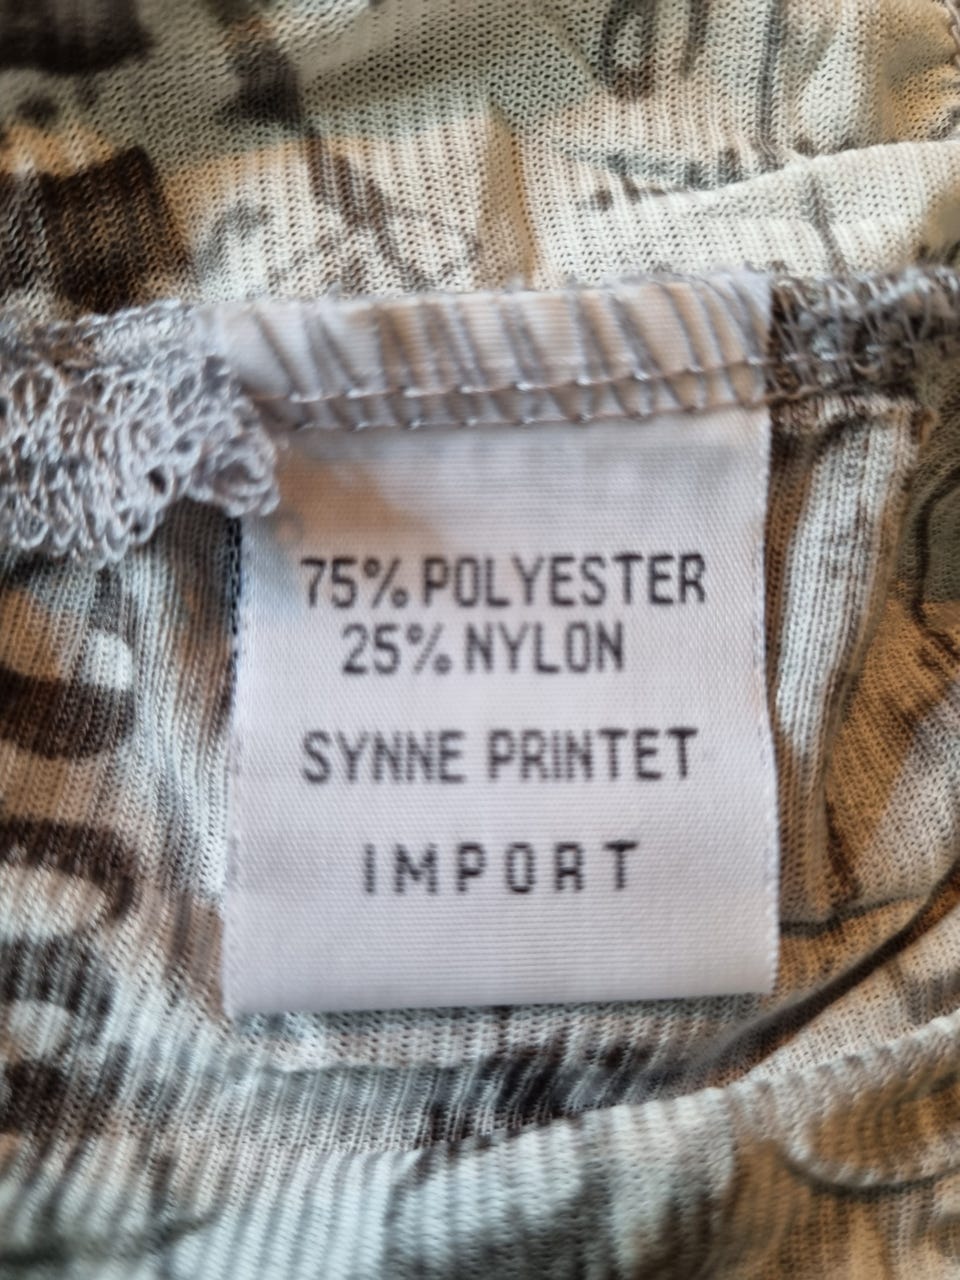 75% POLYESTER
25% NYLON
SYNNE PRINTET
IMPORT